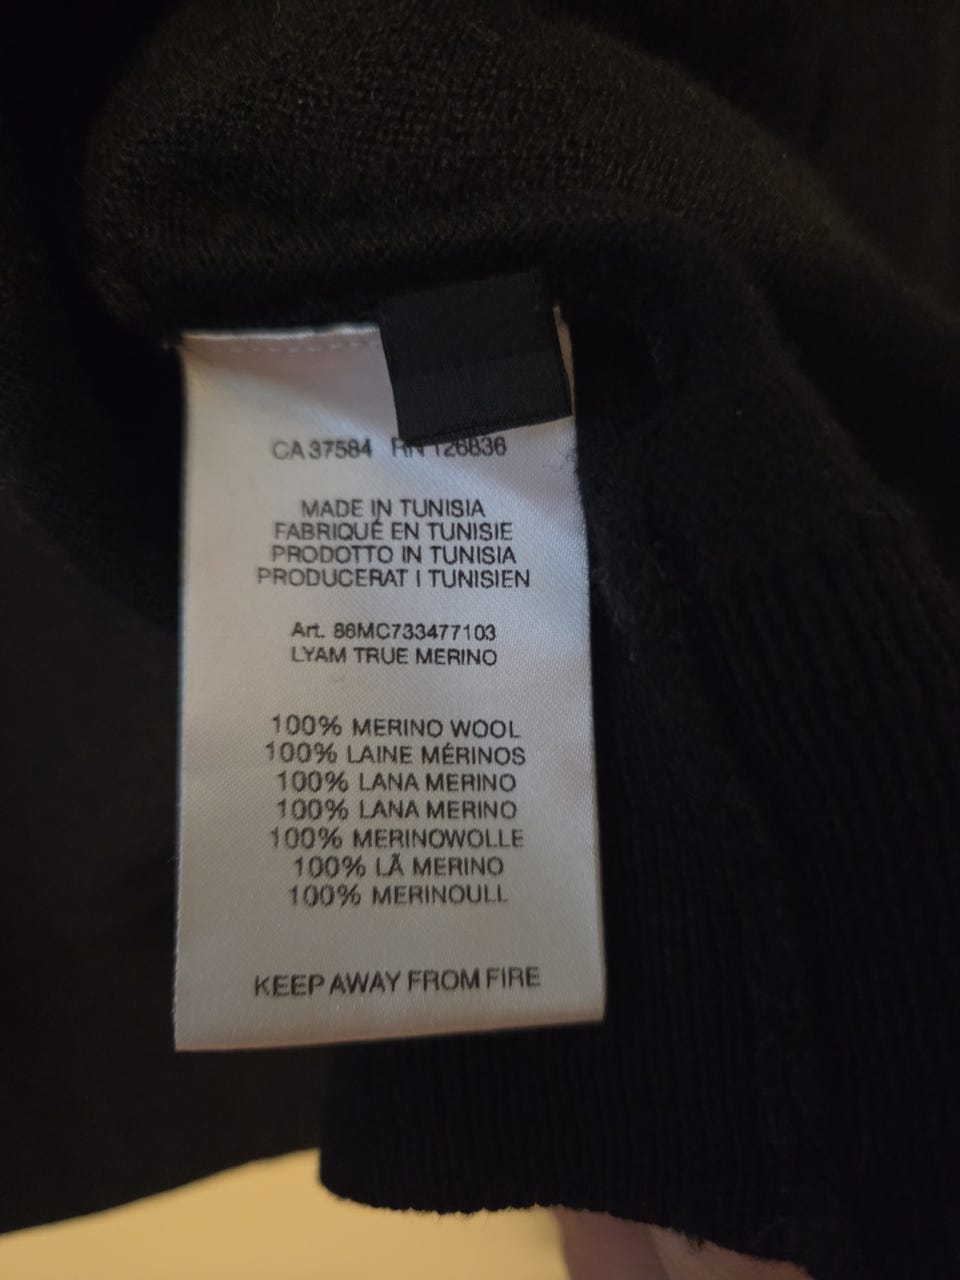 CA 37584 RN 126836
MADE IN TUNISIA
FABRIQUÉ EN TUNISIE
PRODOTTO IN TUNISIA
PRODUCERAT I TUNISIEN
Art. 86MC733477103
LYAM TRUE MERINO
100% MERINO WOOL
100% LAINE MÉRINOS
100% LANA MERINO
100% LANA MERINO
100% MERINOWOLLE
100% LÃ MERINO
100% MERINOULL
KEEP AWAY FROM FIRE